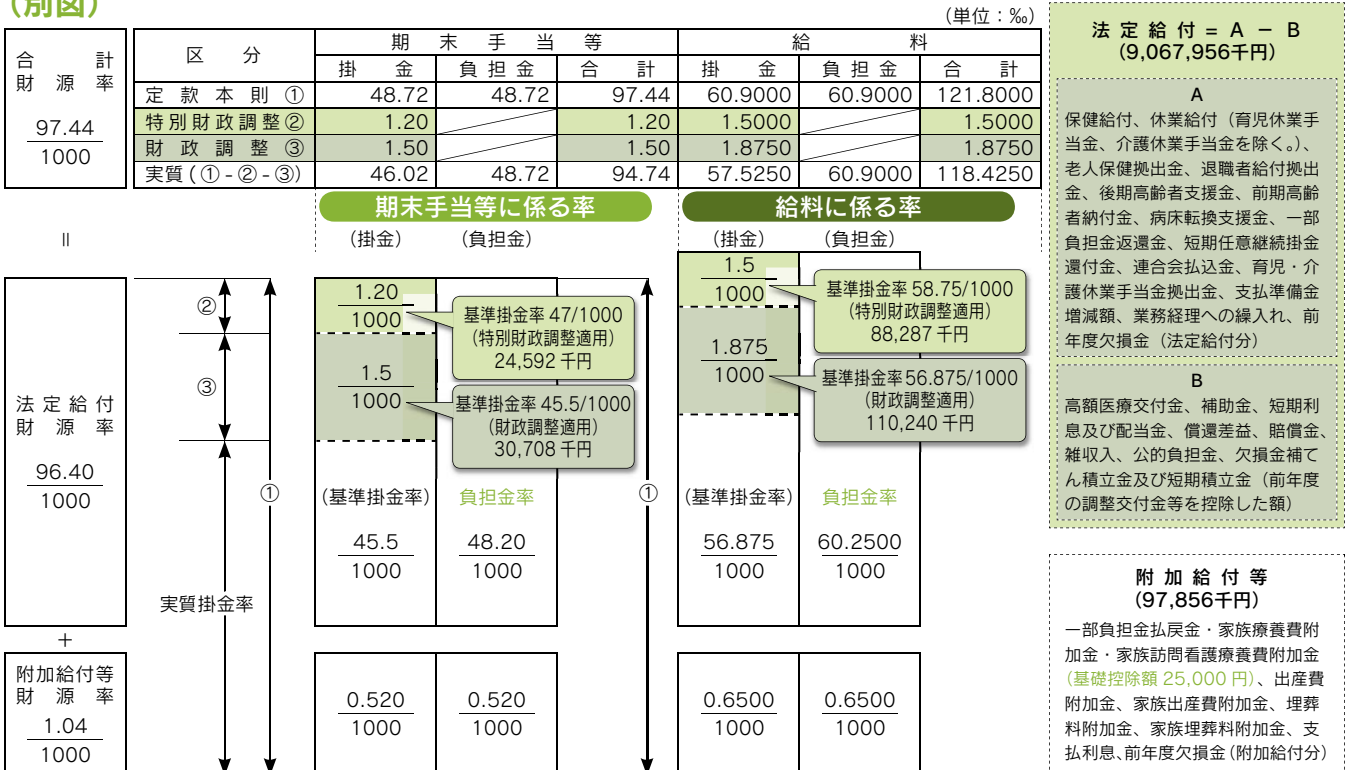 (別図)
(単位：‰)
合計
財源率
97.44
1000
区分 期末手当等 給料
掛金 負担金 合計 掛金 負担金 合計
定款本則① 48.72 48.72 97.44 60.9000 60.9000 121.8000
特別財政調整② 1.20 1.20 1.5000 1.5000
財政調整③ 1.50 1.50 1.8750 1.8750
実質(①-②-③) 46.02 48.72 94.74 57.5250 60.9000 118.4250
＝
法定給付
財源率
96.40
1000
＋
附加給付等
財源率
1.04
1000
②
③
①
実質掛金率
期末手当等に係る率
(掛金) (負担金)
1.20
1000
基準掛金率 47/1000
(特別財政調整適用)
24,592 千円
1.5
1000
基準掛金率 45.5/1000
(財政調整適用)
30,708 千円
(基準掛金率) 負担金率
45.5 48.20
1000 1000
0.520 0.520
1000 1000
①
給料に係る率
(掛金) (負担金)
1.5
1000
基準掛金率 58.75/1000
(特別財政調整適用)
88,287 千円
1.875
1000
基準掛金率 56.875/1000
(財政調整適用)
110,240 千円
(基準掛金率) 負担金率
56.875 60.2500
1000 1000
0.6500 0.6500
1000 1000
法定給付 = A － B
(9,067,956千円)
A
保健給付、休業給付（育児休業手
当金、介護休業手当金を除く。）、
老人保健拠出金、退職者給付拠出
金、後期高齢者支援金、前期高齢
者納付金、病床転換支援金、一部
負担金返還金、短期任意継続掛金
還付金、連合会払込金、育児・介
護休業手当金拠出金、支払準備金
増減額、業務経理への繰入れ、前
年度欠損金（法定給付分）
B
高額医療交付金、補助金、短期利
息及び配当金、償還差益、賠償金、
雑収入、公的負担金、欠損金補て
ん積立金及び短期積立金（前年度
の調整交付金等を控除した額）
附加給付等
(97,856千円)
一部負担金払戻金・家族療養費附
加金・家族訪問看護療養費附加金
（基礎控除額 25,000 円）、出産費
附加金、家族出産費附加金、埋葬
料附加金、家族埋葬料附加金、支
払利息、前年度欠損金（附加給付分）